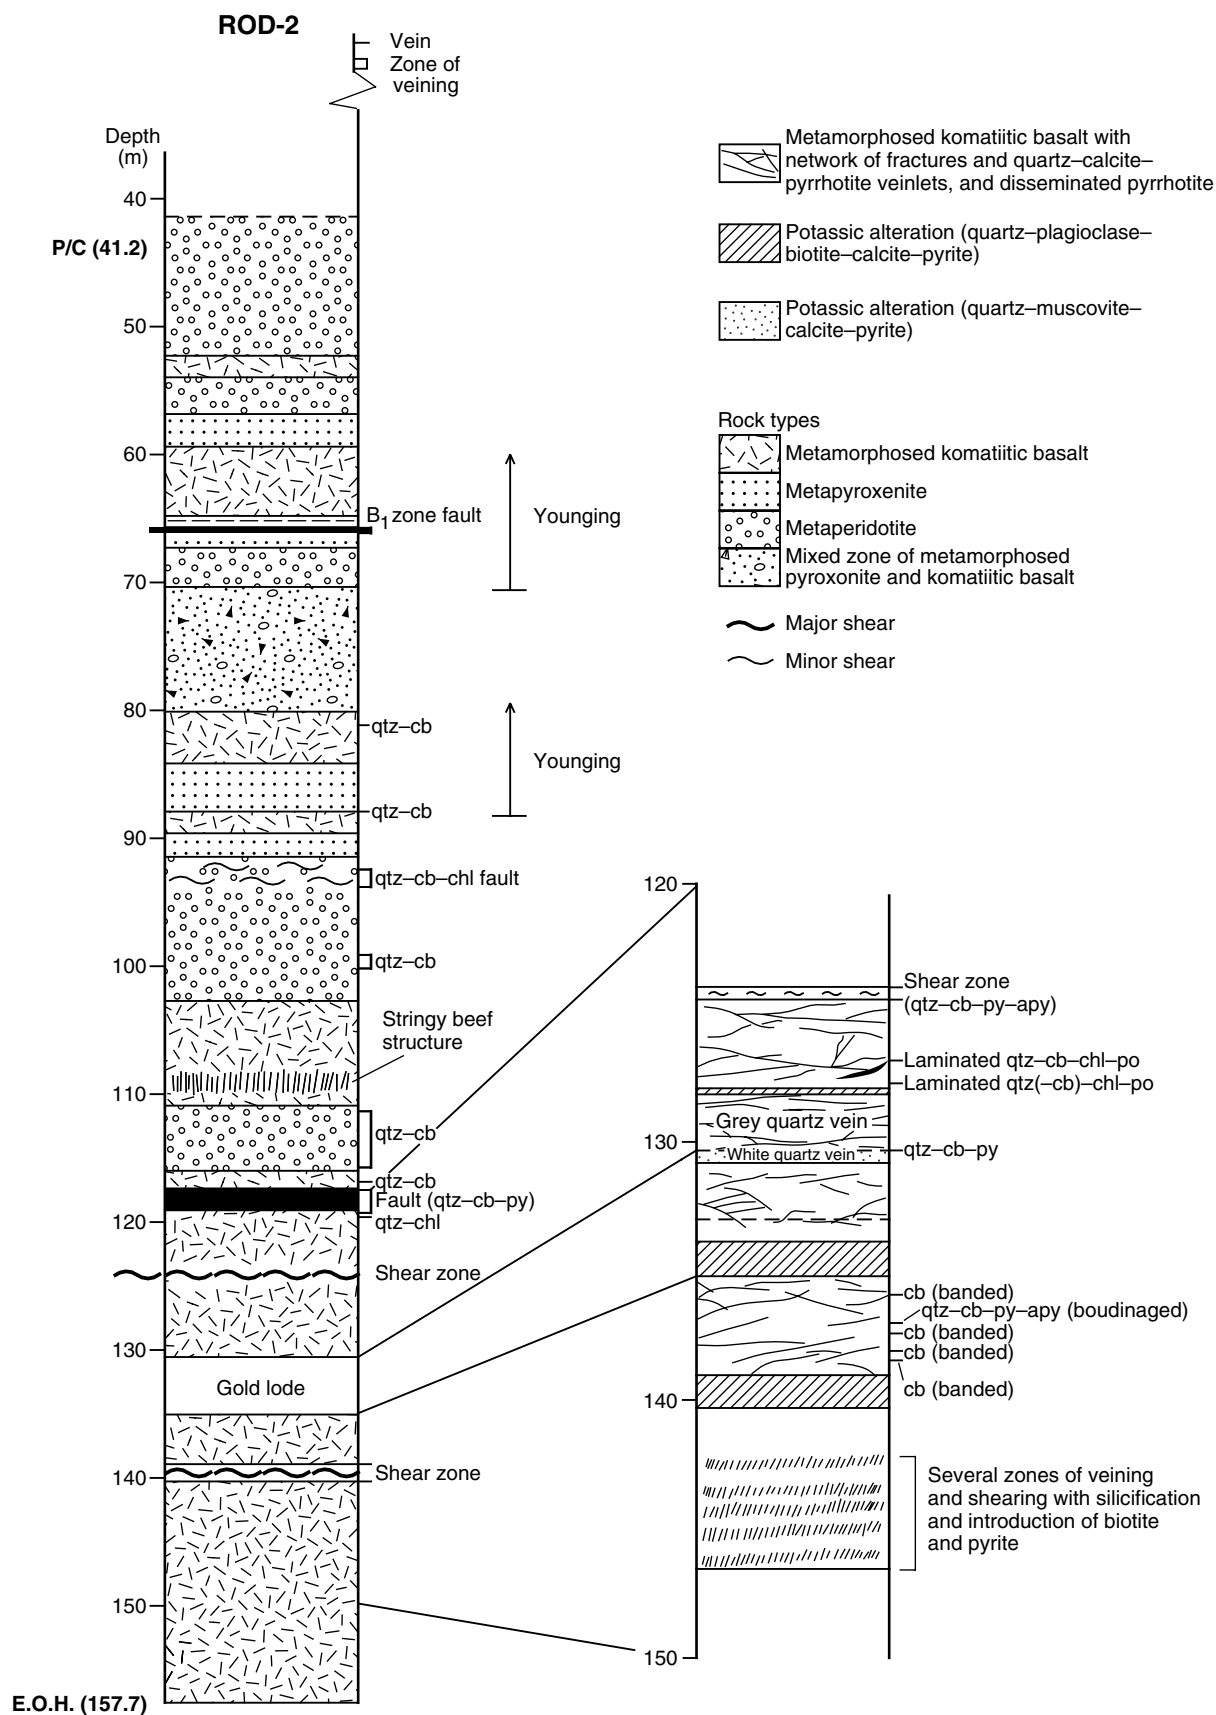 ROD-2
Vein
Zone of
veining
Depth
(m)
40
P/C (41.2)
50
60
70
80
90
100
110
120
130
140
150
E.O.H. (157.7)
B1 zone fault
Younging
qtz–cb
Younging
qtz–cb
qtz–cb–chl fault
qtz–cb
Stringy beef
structure
qtz–cb
qtz–cb
Fault (qtz–cb–py)
qtz–chl
Shear zone
Gold lode
Shear zone
Metamorphosed komatiitic basalt with
network of fractures and quartz–calcite–
pyrrhotite veinlets, and disseminated pyrrhotite
Potassic alteration (quartz–plagioclase–
biotite–calcite–pyrite)
Potassic alteration (quartz–muscovite–
calcite–pyrite)
Rock types
Metamorphosed komatiitic basalt
Metapyroxenite
Metaperidotite
Mixed zone of metamorphosed
pyroxonite and komatiitic basalt
Major shear
Minor shear
120
130
140
150
Shear zone
(qtz–cb–py–apy)
Laminated qtz–cb–chl–po
Laminated qtz(–cb)–chl–po
Grey quartz vein
White quartz vein
qtz–cb–py
cb (banded)
qtz–cb–py–apy (boudinaged)
cb (banded)
cb (banded)
cb (banded)
Several zones of veining
and shearing with silicification
and introduction of biotite
and pyrite